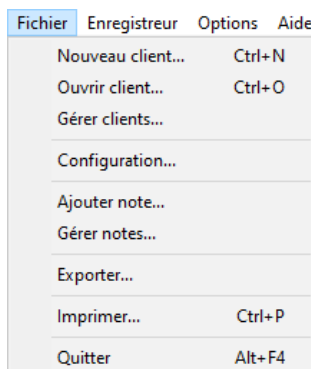 Fichier Enregistreur Options Aide
Nouveau client... Ctrl+N
Ouvrir client... Ctrl+O
Gérer clients...
Configuration...
Ajouter note...
Gérer notes...
Exporter...
Imprimer... Ctrl+P
Quitter Alt+F4